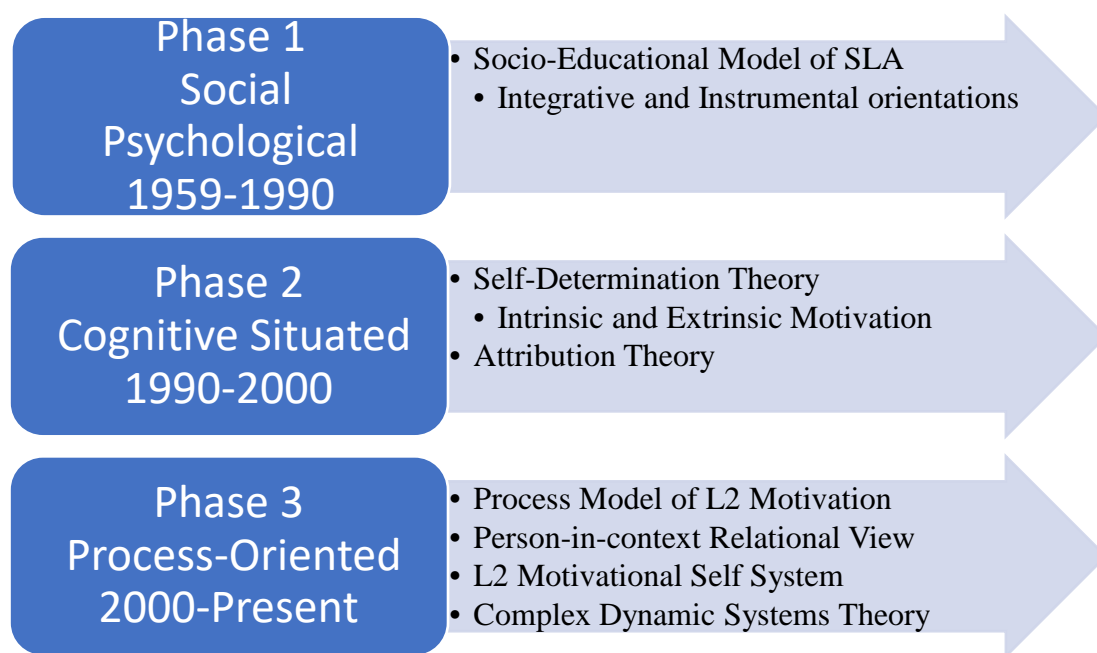 Phase 1
Social
Psychological
1959-1990
• Socio-Educational Model of SLA
• Integrative and Instrumental orientations
Phase 2
Cognitive Situated
1990-2000
• Self-Determination Theory
• Intrinsic and Extrinsic Motivation
• Attribution Theory
Phase 3
Process-Oriented
2000-Present
• Process Model of L2 Motivation
• Person-in-context Relational View
• L2 Motivational Self System
• Complex Dynamic Systems Theory